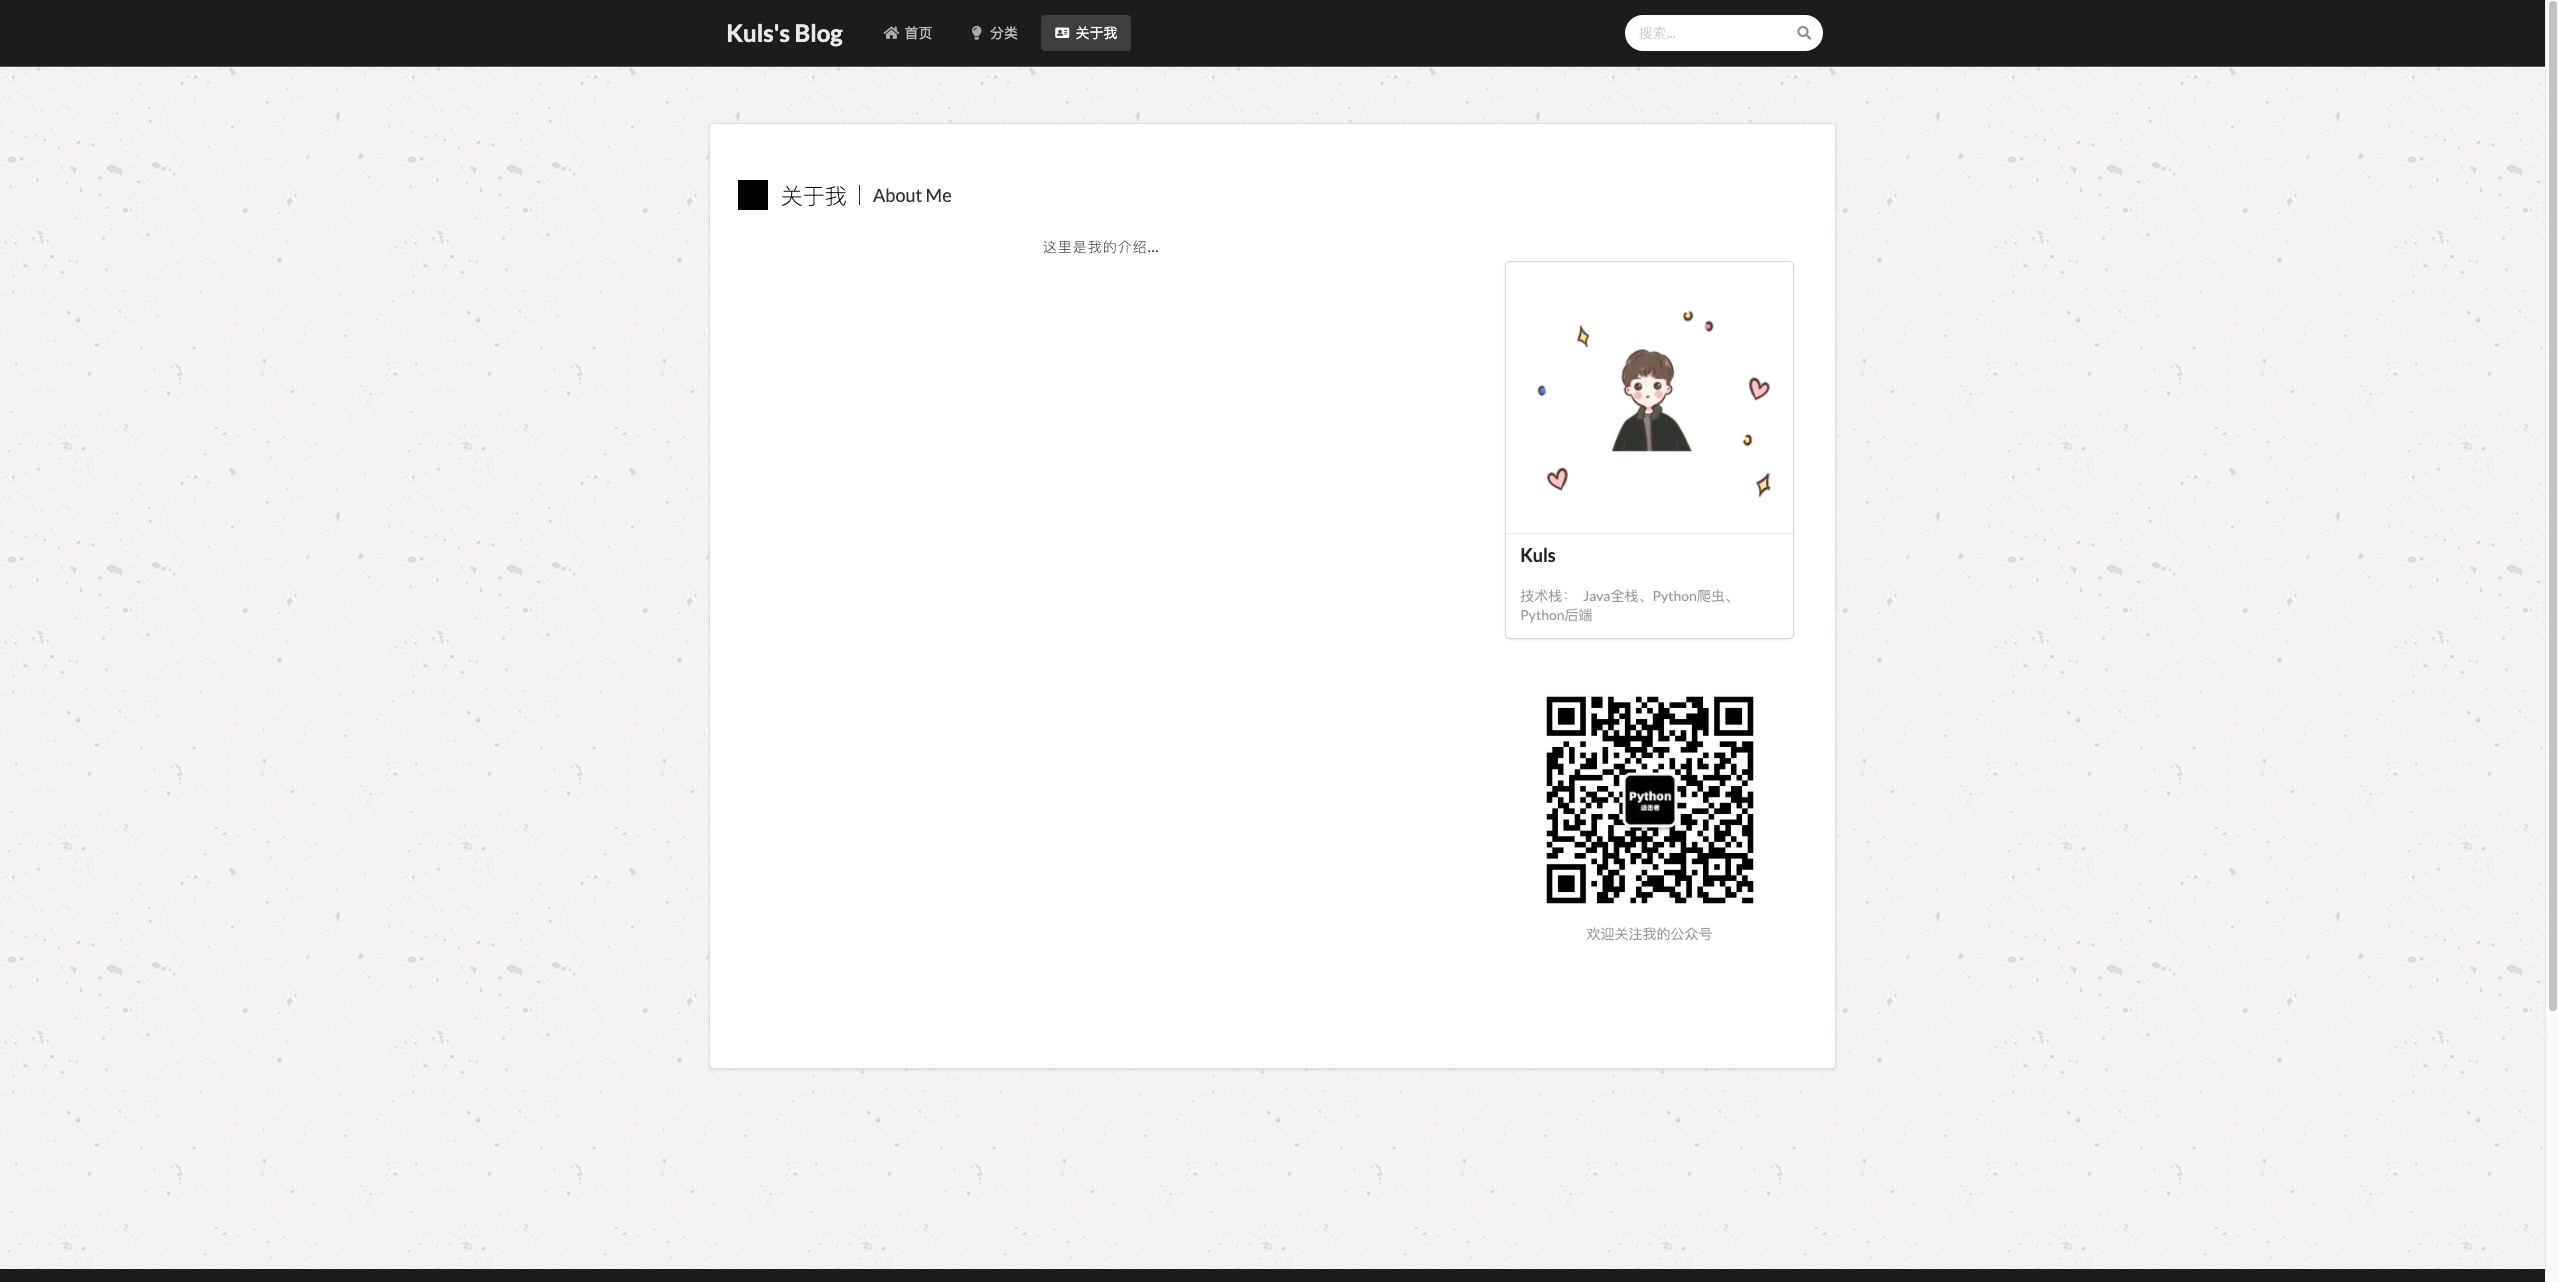 Kuls's Blog
首页
分类
关于我
搜索...
关于我
About Me
这里是我的介绍...
Kuls
技术栈： Java全栈、Python爬虫、
Python后端
Python
欢迎关注我的公众号